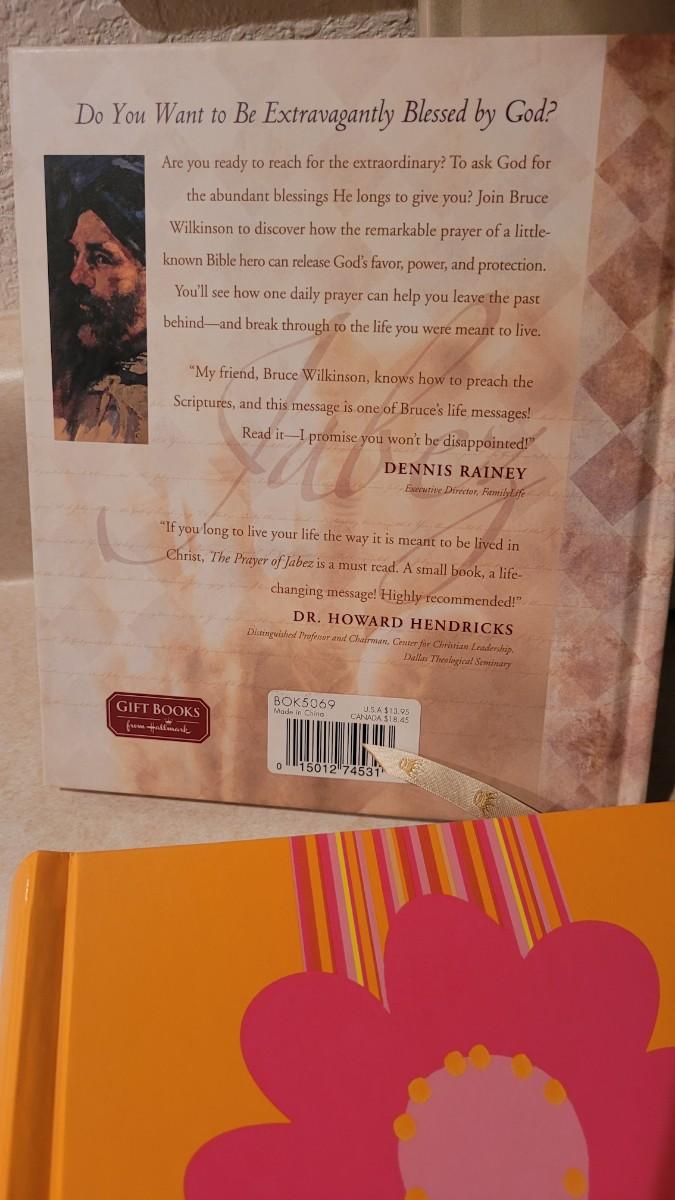 Do You Want to Be Extravagantly Blessed by God?
Are you ready to reach for the extraordinary? To ask God for
the abundant blessings He longs to give you? Join Bruce
Wilkinson to discover how the remarkable prayer of a little-
known Bible hero can release God's favor, power, and protection.
You'll see how one daily prayer can help you leave the past
behind—and break through to the life you were meant to live.
Jabez
"My friend, Bruce Wilkinson, knows how to preach the
Scriptures, and this message is one of Bruce's life messages!
Read it—I promise you won't be disappointed!"
DENNIS RAINEY
Executive Director, FamilyLife
"If you long to live your life the way it is meant to be lived in
Christ, The Prayer of Jabez is a must read. A small book, a life-
changing message! Highly recommended!"
DR. HOWARD HENDRICKS
Distinguished Professor and Chairman, Center for Christian Leadership,
Dallas Theological Seminary
GIFT BOOKS
from Hallmark
BOK5069
Made in China
U.S.A $13.95
CANADA $18.45
0 15012 74531